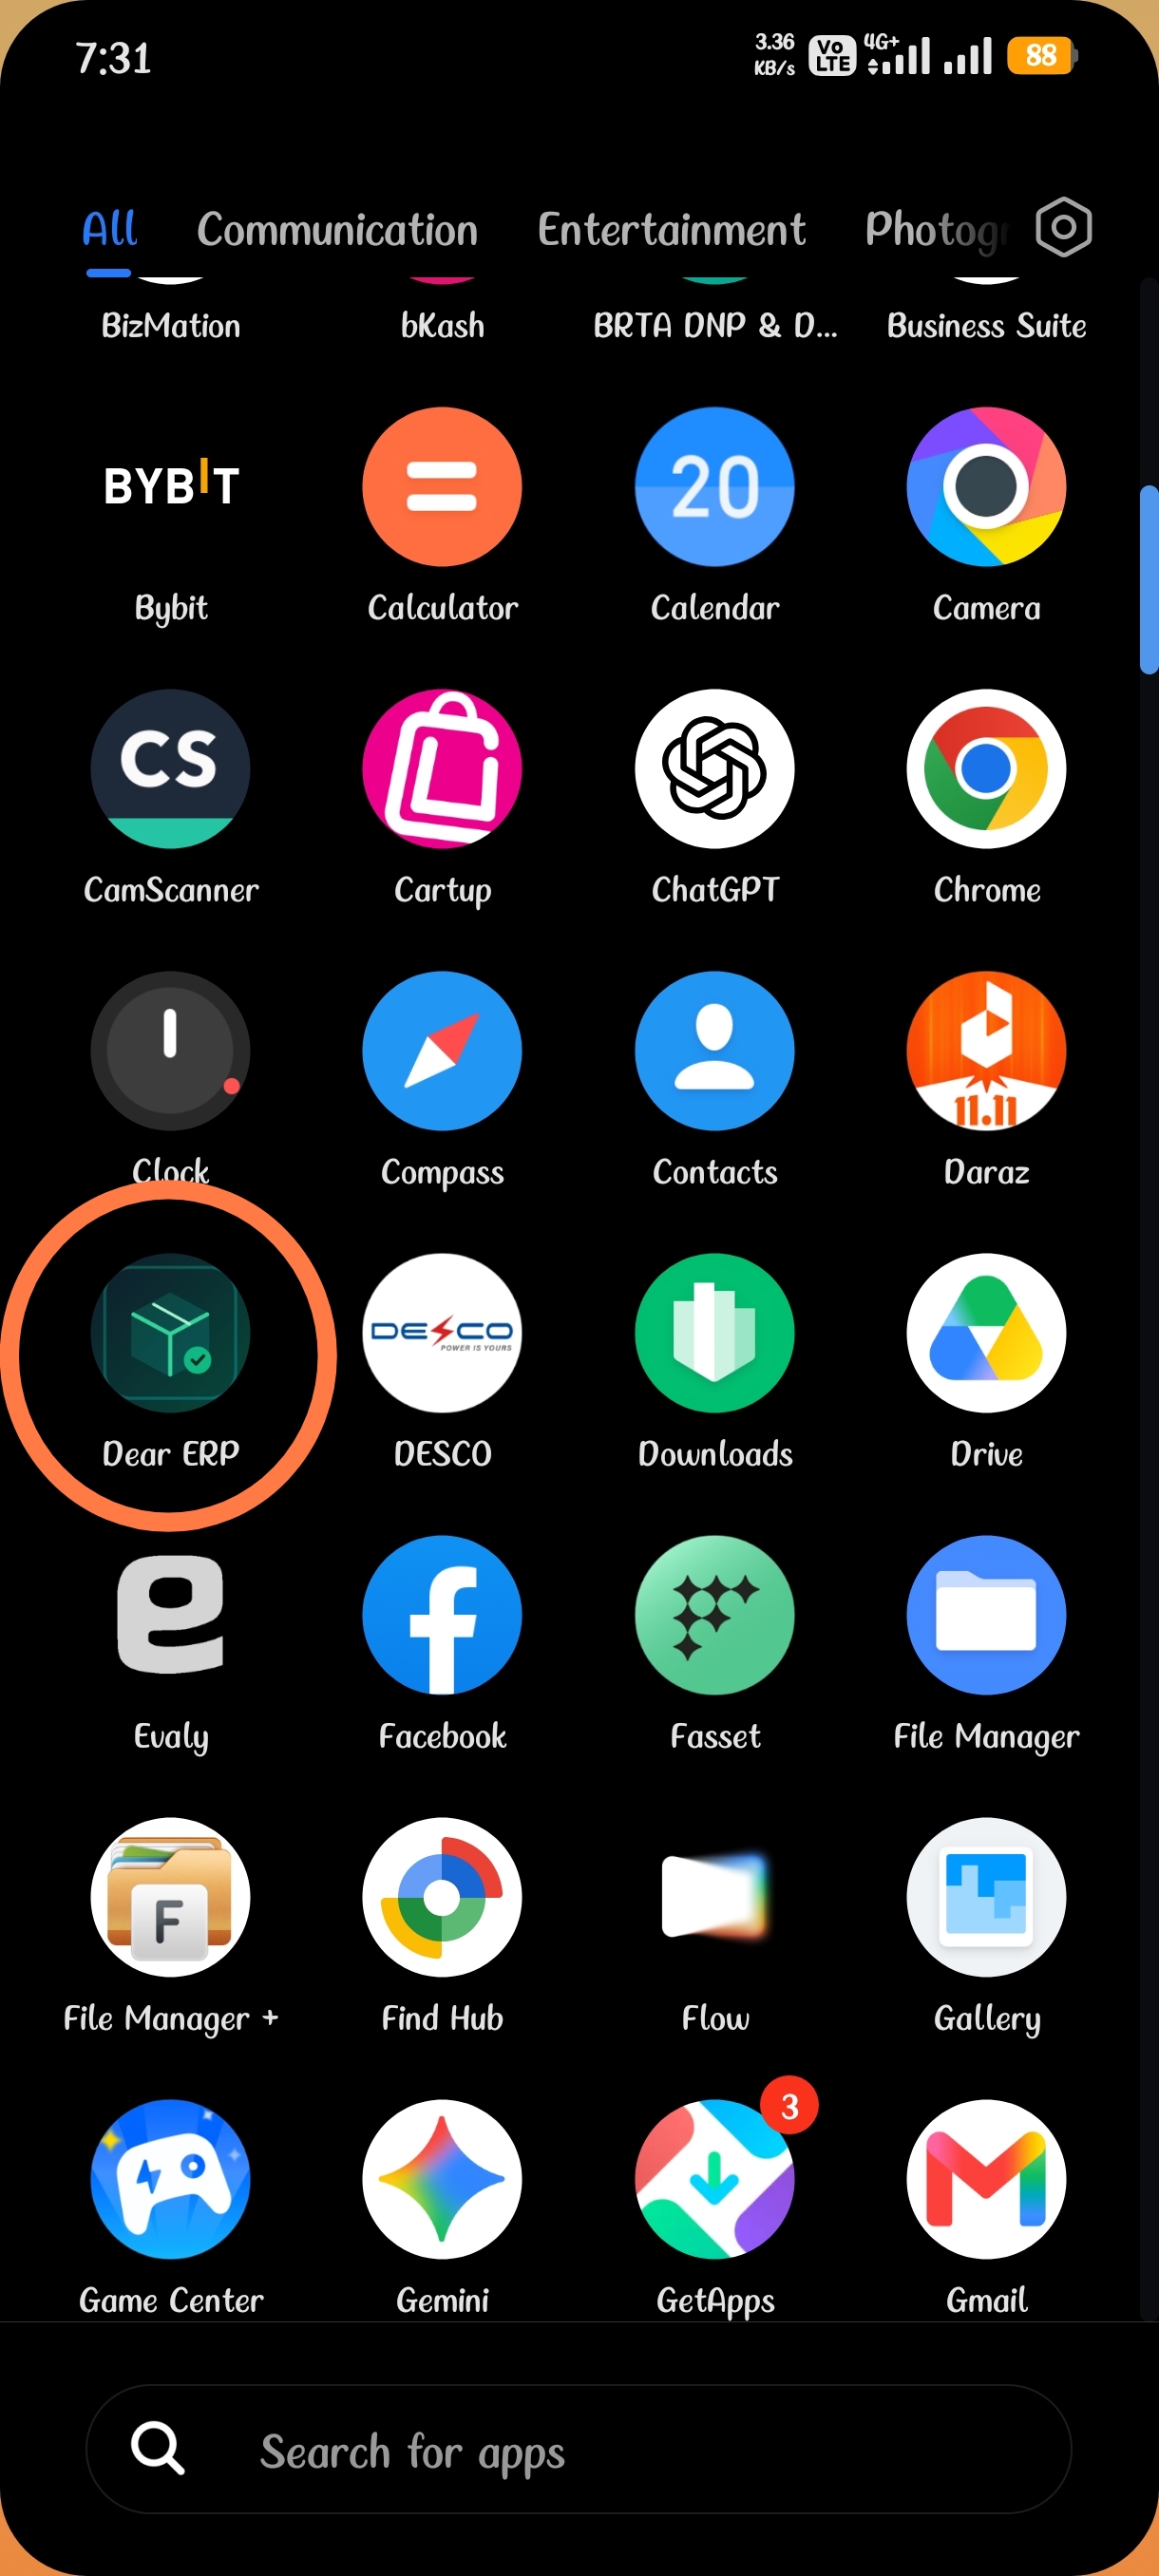 7:31
3.36 KB/s
Vo LTE
4G+
88
All Communication Entertainment Photogr
BizMation bKash BRTA DNP & D... Business Suite
BYBIT
20
Bybit Calculator Calendar Camera
CS
CamScanner Cartup ChatGPT Chrome
11.11
Clock Compass Contacts Daraz
DESCO
POWER IS YOURS
Dear ERP DESCO Downloads Drive
e
Evaly Facebook Fasset File Manager
F
File Manager + Find Hub Flow Gallery
3
Game Center Gemini GetApps Gmail
Search for apps